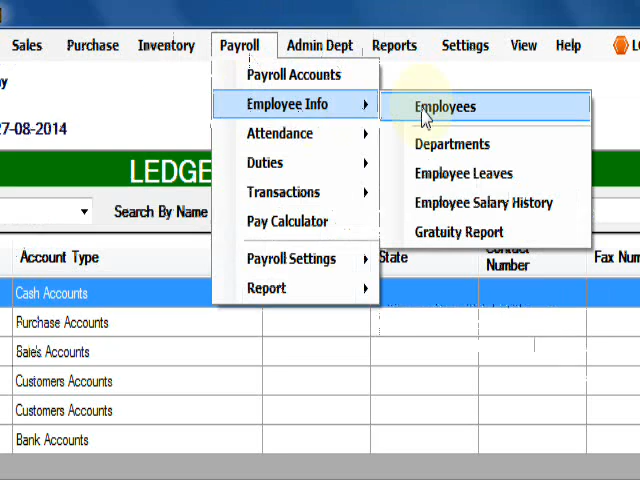 Sales Purchase Inventory Payroll Admin Dept Reports Settings View Help
Payroll Accounts
Employee Info Employees
27-08-2014
Attendance
Departments
Duties
LEDGE
Employee Leaves
Transactions
Employee Salary History
Search By Name
Pay Calculator
Gratuity Report
Account Type
Payroll Settings
State
Contact Number
Fax Num
Report
Cash Accounts
Purchase Accounts
Sale's Accounts
Customers Accounts
Customers Accounts
Bank Accounts